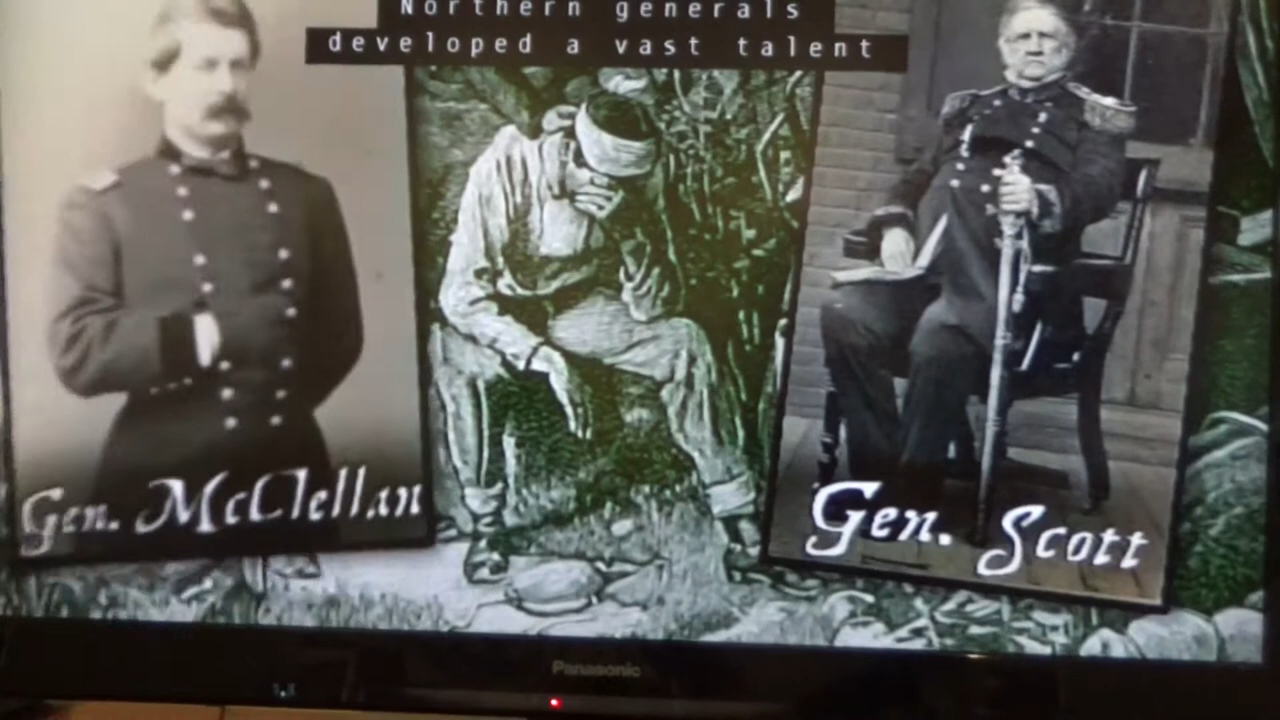 Northern generals
developed a vast talent
Gen. McClellan
Gen. Scott
Panasonic